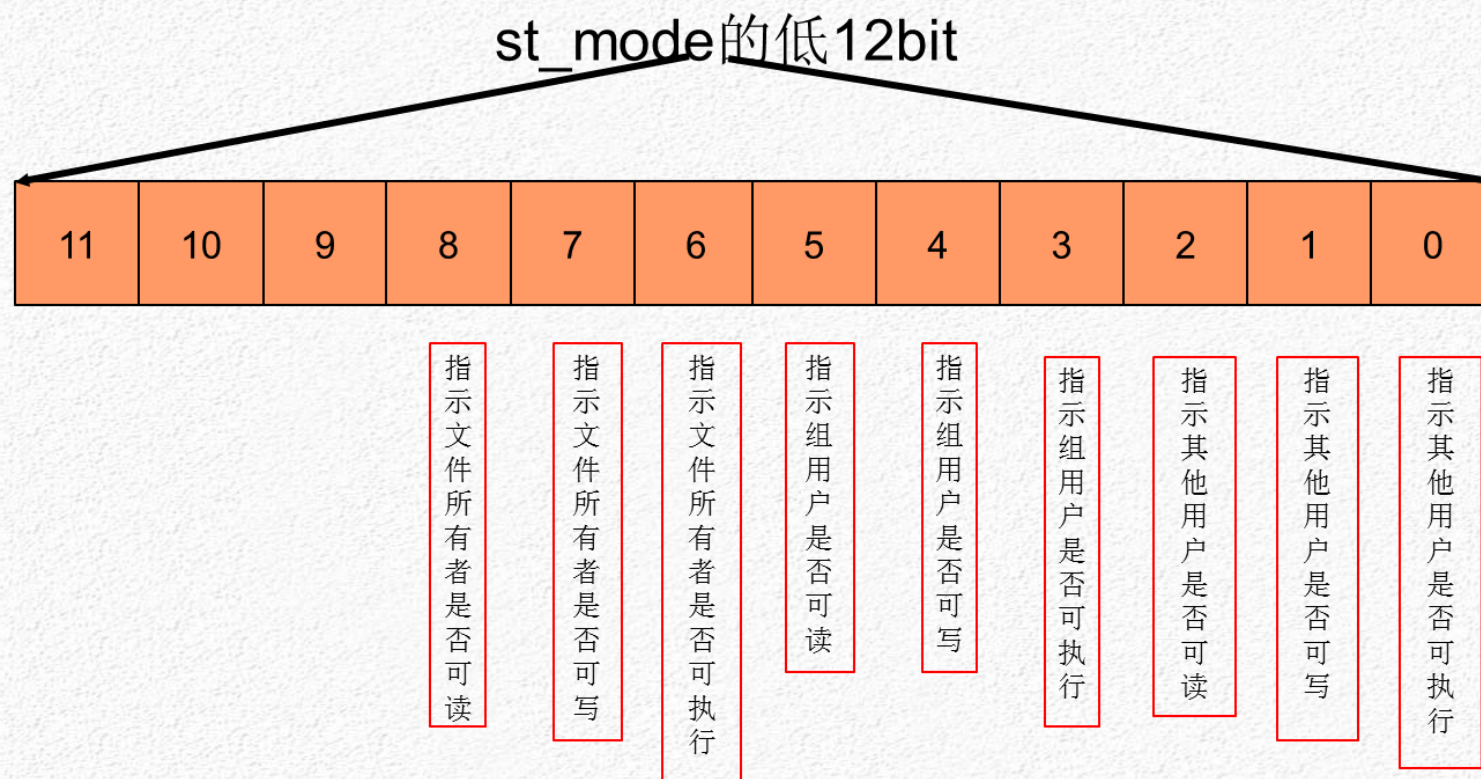 st_mode的低12bit
11 10 9 8 7 6 5 4 3 2 1 0
指示文件所有者是否可读
指示文件所有者是否可写
指示文件所有者是否可执行
指示组用户是否可读
指示组用户是否可写
指示组用户是否可执行
指示其他用户是否可读
指示其他用户是否可写
指示其他用户是否可执行